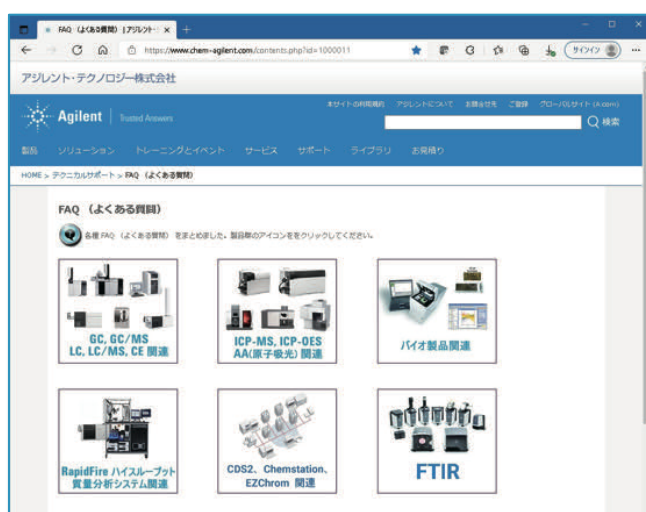 FAQ (よくある質問) | アジレント・
https://www.chem-agilent.com/contents.php?id=1000011
サインイン
アジレント・テクノロジー株式会社
本サイトの利用規約 アジレントについて お問合せ先 ご登録 グローバルサイト (A.com)
Agilent Trusted Answers
検索
製品 ソリューション トレーニングとイベント サービス サポート ライブラリ お見積り
HOME > テクニカルサポート > FAQ (よくある質問)
FAQ (よくある質問)
各種 FAQ (よくある質問) をまとめました。製品群のアイコンををクリックしてください。
GC, GC/MS
LC, LC/MS, CE 関連
ICP-MS, ICP-OES
AA(原子吸光) 関連
バイオ製品関連
RapidFire ハイスループット
質量分析システム関連
CDS2、Chemstation、
EZChrom 関連
FTIR